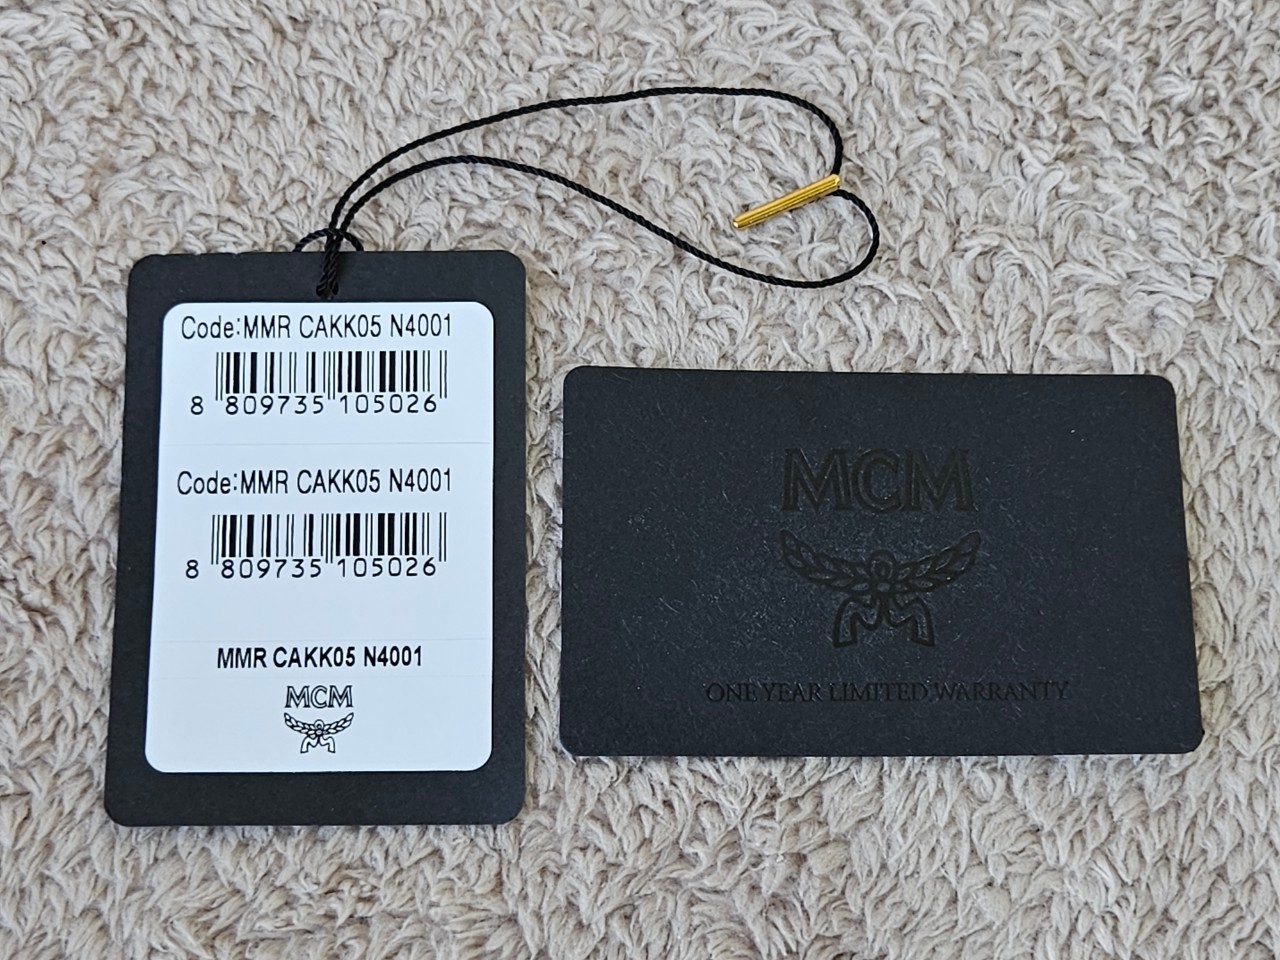 Code:MMR CAKK05 N4001
8 809735 105026
Code:MMR CAKK05 N4001
8 809735 105026
MMR CAKK05 N4001
MCM
MCM
ONE YEAR LIMITED WARRANTY